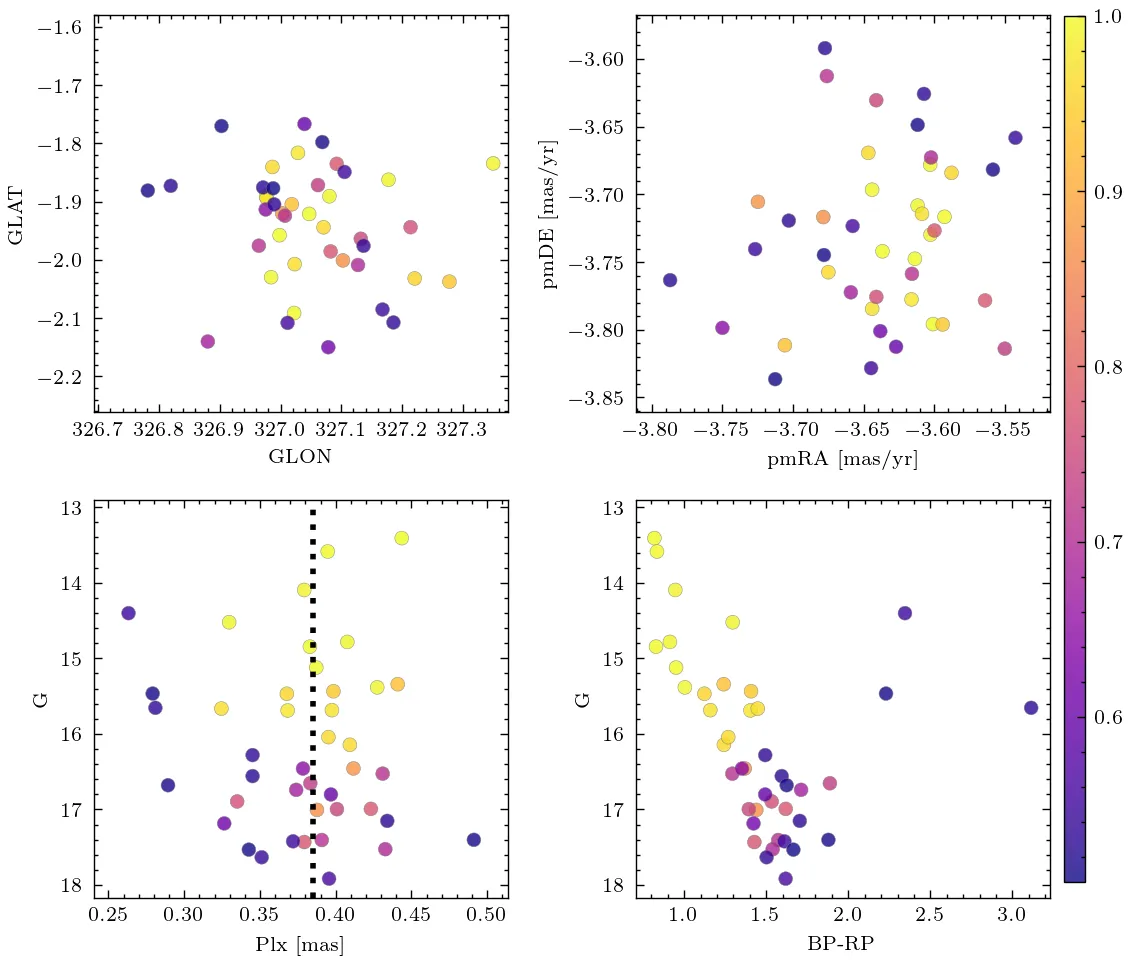 −1.6
−1.7
−1.8
−1.9
−2.0
−2.1
−2.2
GLAT
326.7 326.8 326.9 327.0 327.1 327.2 327.3
GLON
−3.60
−3.65
−3.70
−3.75
−3.80
−3.85
pmDE [mas/yr]
−3.80 −3.75 −3.70 −3.65 −3.60 −3.55
pmRA [mas/yr]
13
14
15
16
17
18
G
0.25 0.30 0.35 0.40 0.45 0.50
Plx [mas]
13
14
15
16
17
18
G
1.0 1.5 2.0 2.5 3.0
BP-RP
1.0
0.9
0.8
0.7
0.6